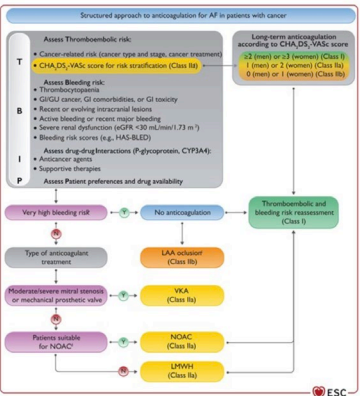 Structured approach to anticoagulation for AF in patients with cancer
Assess Thromboembolic risk:
• Cancer-related risk (cancer type and stage, cancer treatment)
• CHA₂DS₂-VASc score for risk stratification (Class IIa)
Assess Bleeding risk:
• Thrombocytopaenia
• GI/GU cancer, GI comorbidities, or GI toxicity
• Recent or evolving intracranial lesions
• Active bleeding or recent major bleeding
• Severe renal dysfunction (eGFR <30 mL/min/1.73 m²)
• Bleeding risk scores (e.g., HAS-BLED)
Assess drug-drug Interactions (P-glycoprotein, CYP3A4):
• Anticancer agents
• Supportive therapies
Assess Patient preferences and drug availability
T
B
I
P
Long-term anticoagulation
according to CHA₂DS₂-VASc score
≥2 (men) or ≥3 (women) (Class I)
1 (men) or 2 (women) (Class IIa)
0 (men) or 1 (women) (Class IIb)
Very high bleeding risk
Y
No anticoagulation
Thromboembolic and
bleeding risk reassessment
(Class I)
N
Type of anticoagulant
treatment
LAA oclusion
(Class IIb)
Moderate/severe mitral stenosis
or mechanical prosthetic valve
Y
VKA
(Class IIa)
N
Patients suitable
for NOAC
Y
NOAC
(Class IIa)
N
LMWH
(Class IIa)
ESC